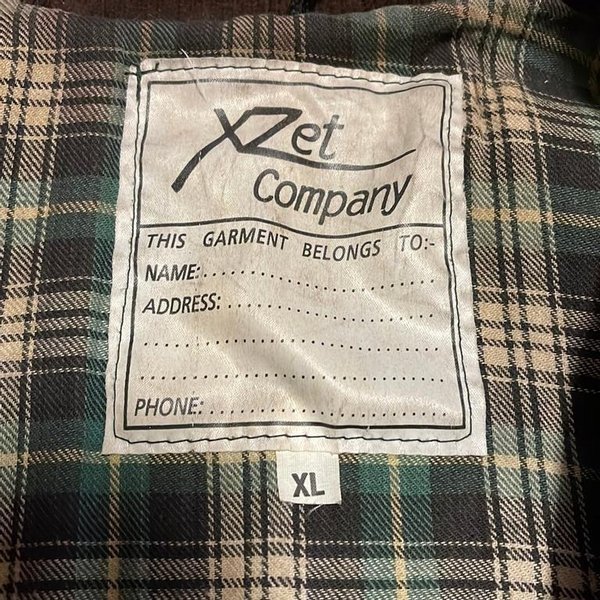 XZet
Company
THIS GARMENT BELONGS TO:-
NAME:..............................
ADDRESS:..........................
........................................
........................................
PHONE:..............................
XL